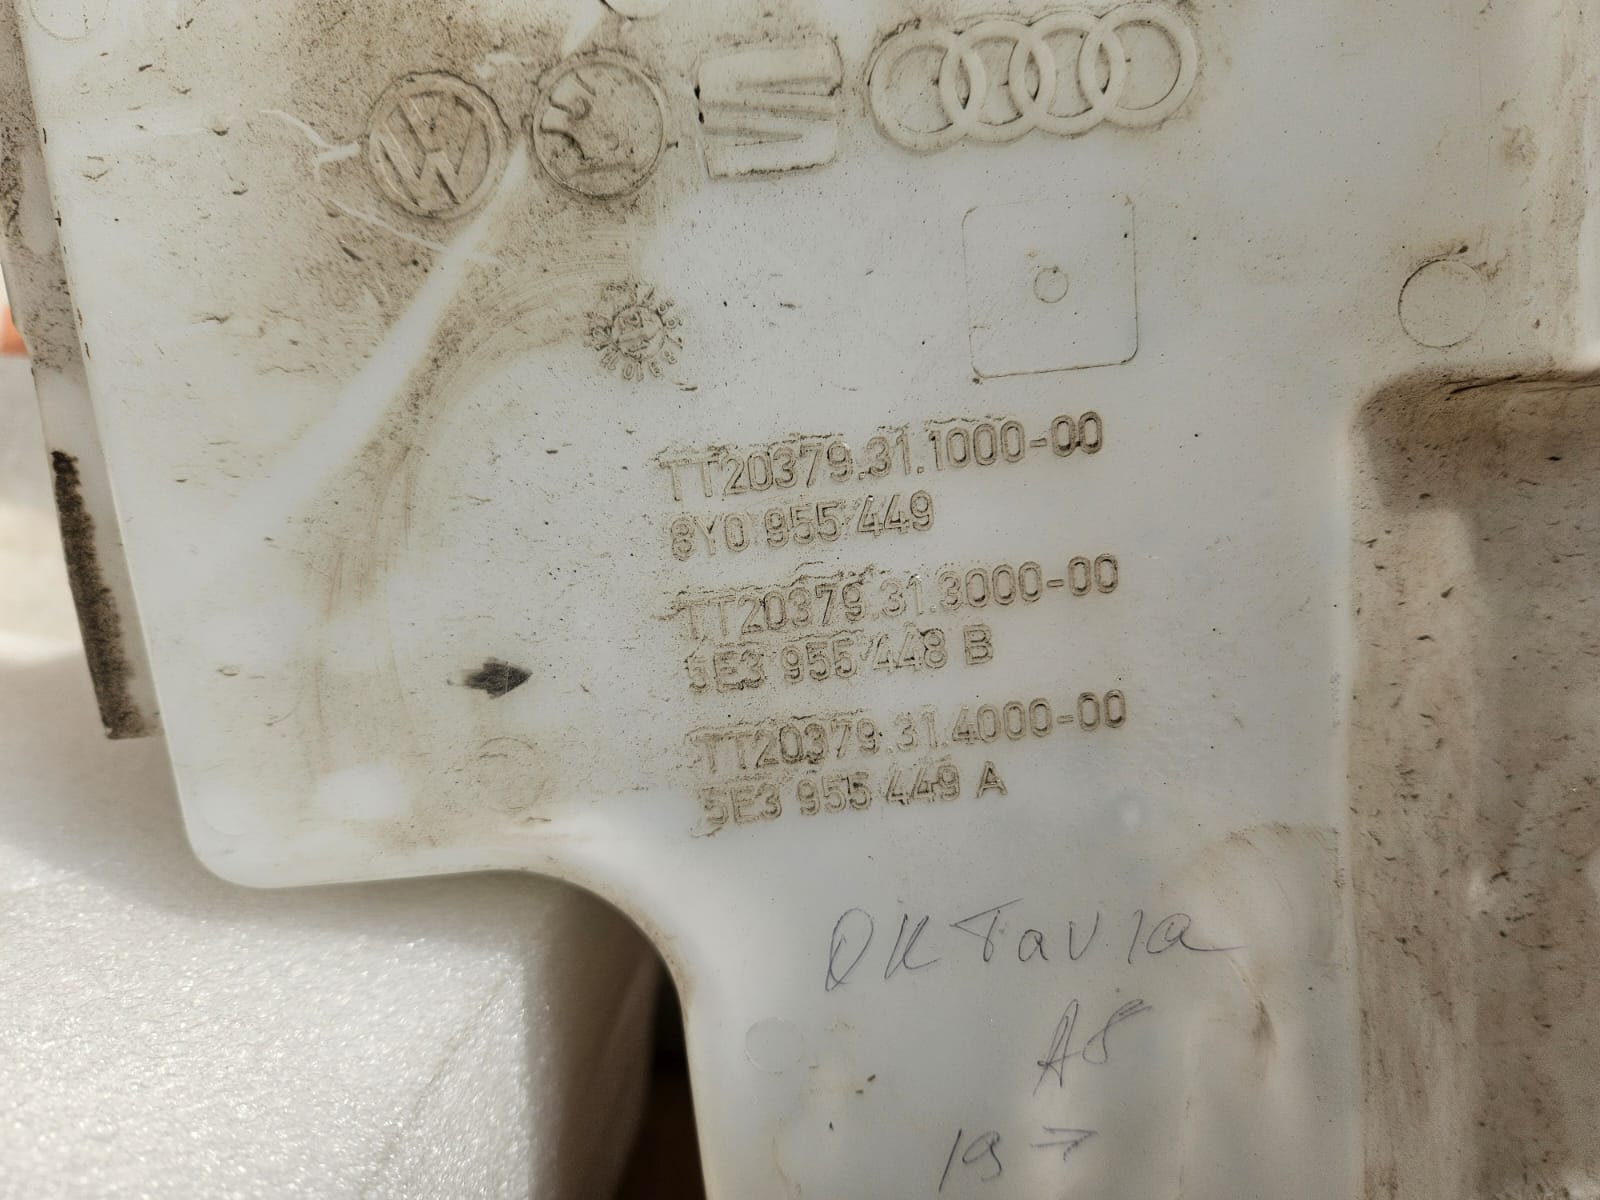 TT20379.31.1000-00
8Y0 955 449
TT20379.31.3000-00
5E3 955 448 B
TT20379.31.4000-00
5E3 955 449 A
OKTavia
A8
19 →